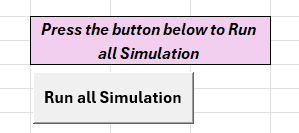 Press the button below to Run
all Simulation
Run all Simulation